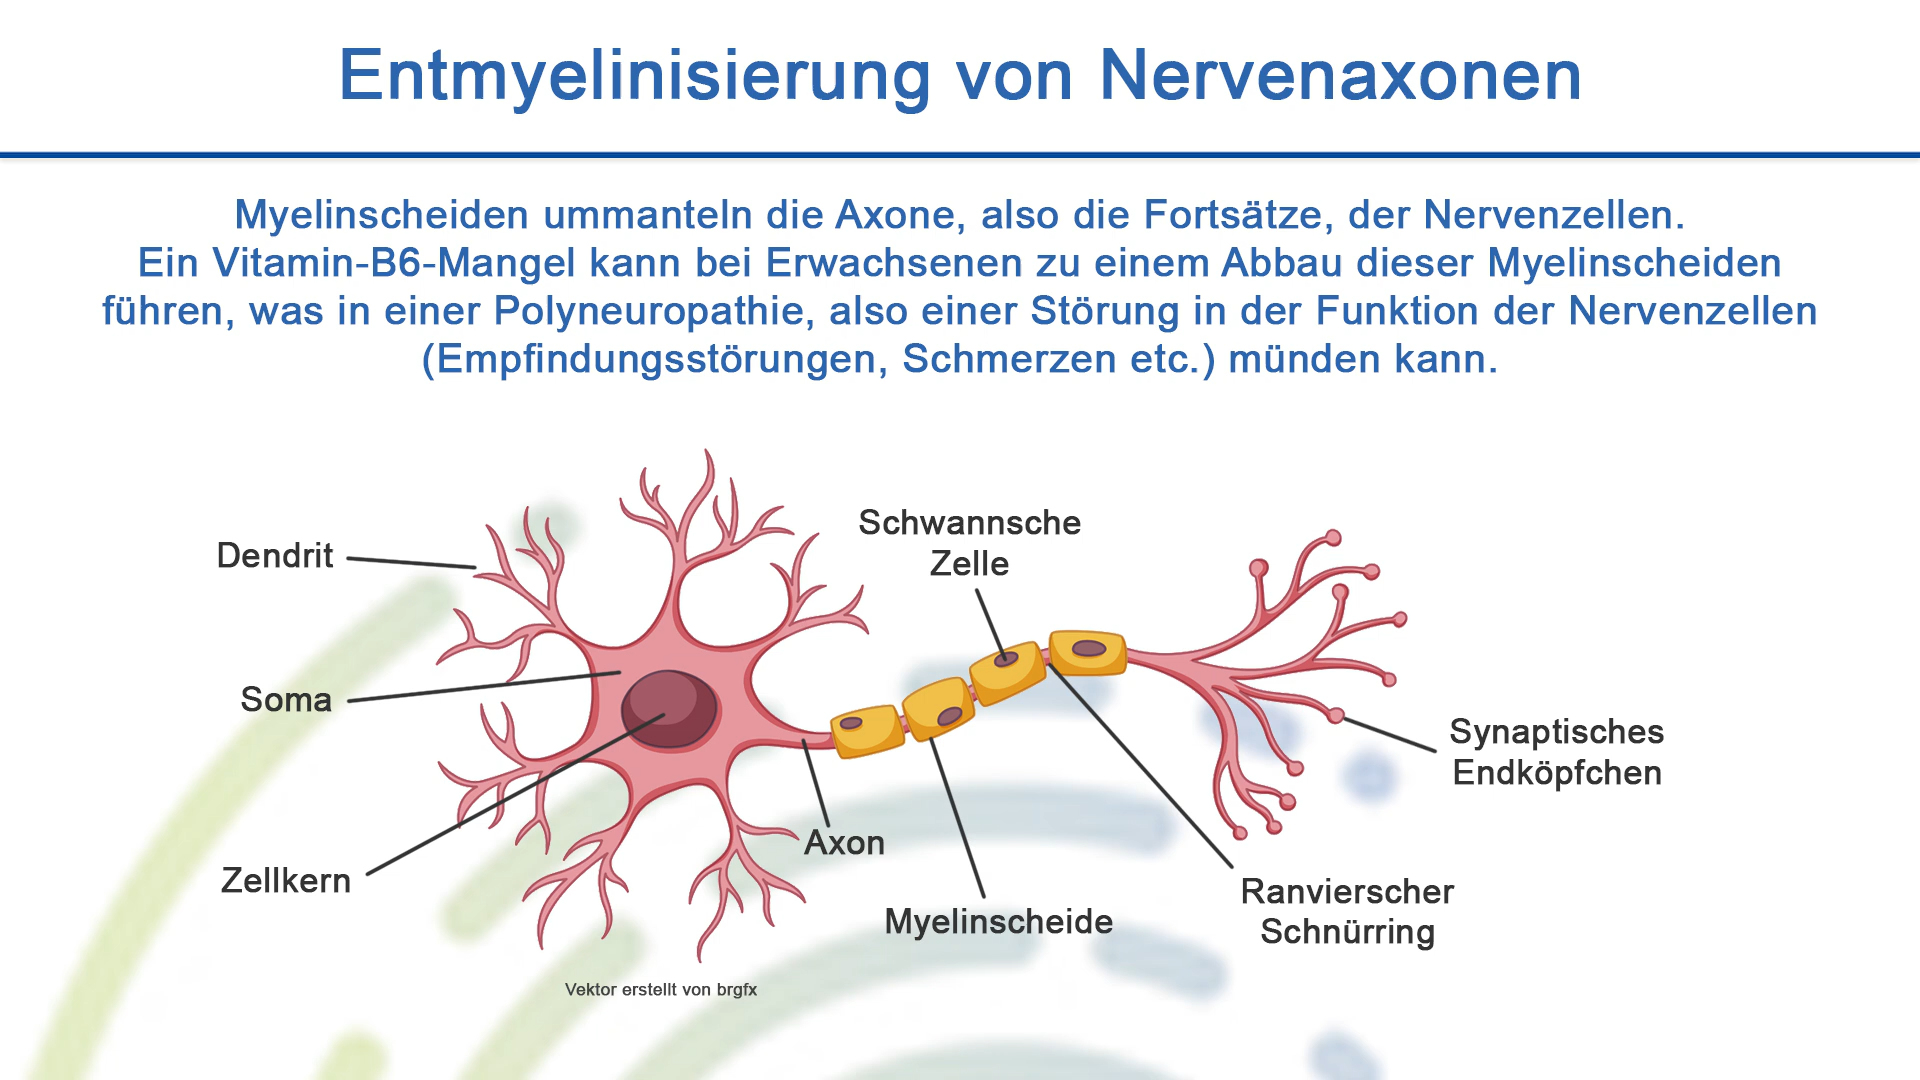 Entmyelinisierung von Nervenaxonen
Myelinscheiden ummanteln die Axone, also die Fortsätze, der Nervenzellen.
Ein Vitamin-B6-Mangel kann bei Erwachsenen zu einem Abbau dieser Myelinscheiden
führen, was in einer Polyneuropathie, also einer Störung in der Funktion der Nervenzellen
(Empfindungsstörungen, Schmerzen etc.) münden kann.
Schwannsche
Zelle
Dendrit
Soma
Synaptisches
Endköpfchen
Axon
Zellkern
Myelinscheide
Ranvierscher
Schnürring
Vektor erstellt von brgfx